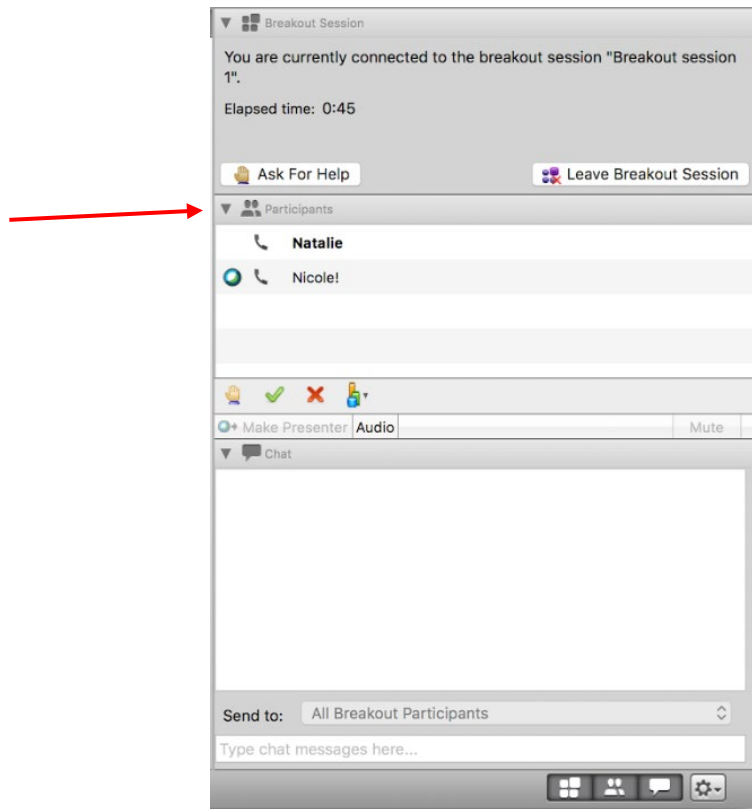 Breakout Session
You are currently connected to the breakout session "Breakout session
1".
Elapsed time: 0:45
Ask For Help
Leave Breakout Session
Participants
Natalie
Nicole!
Make Presenter Audio Mute
Chat
Send to: All Breakout Participants
Type chat messages here...